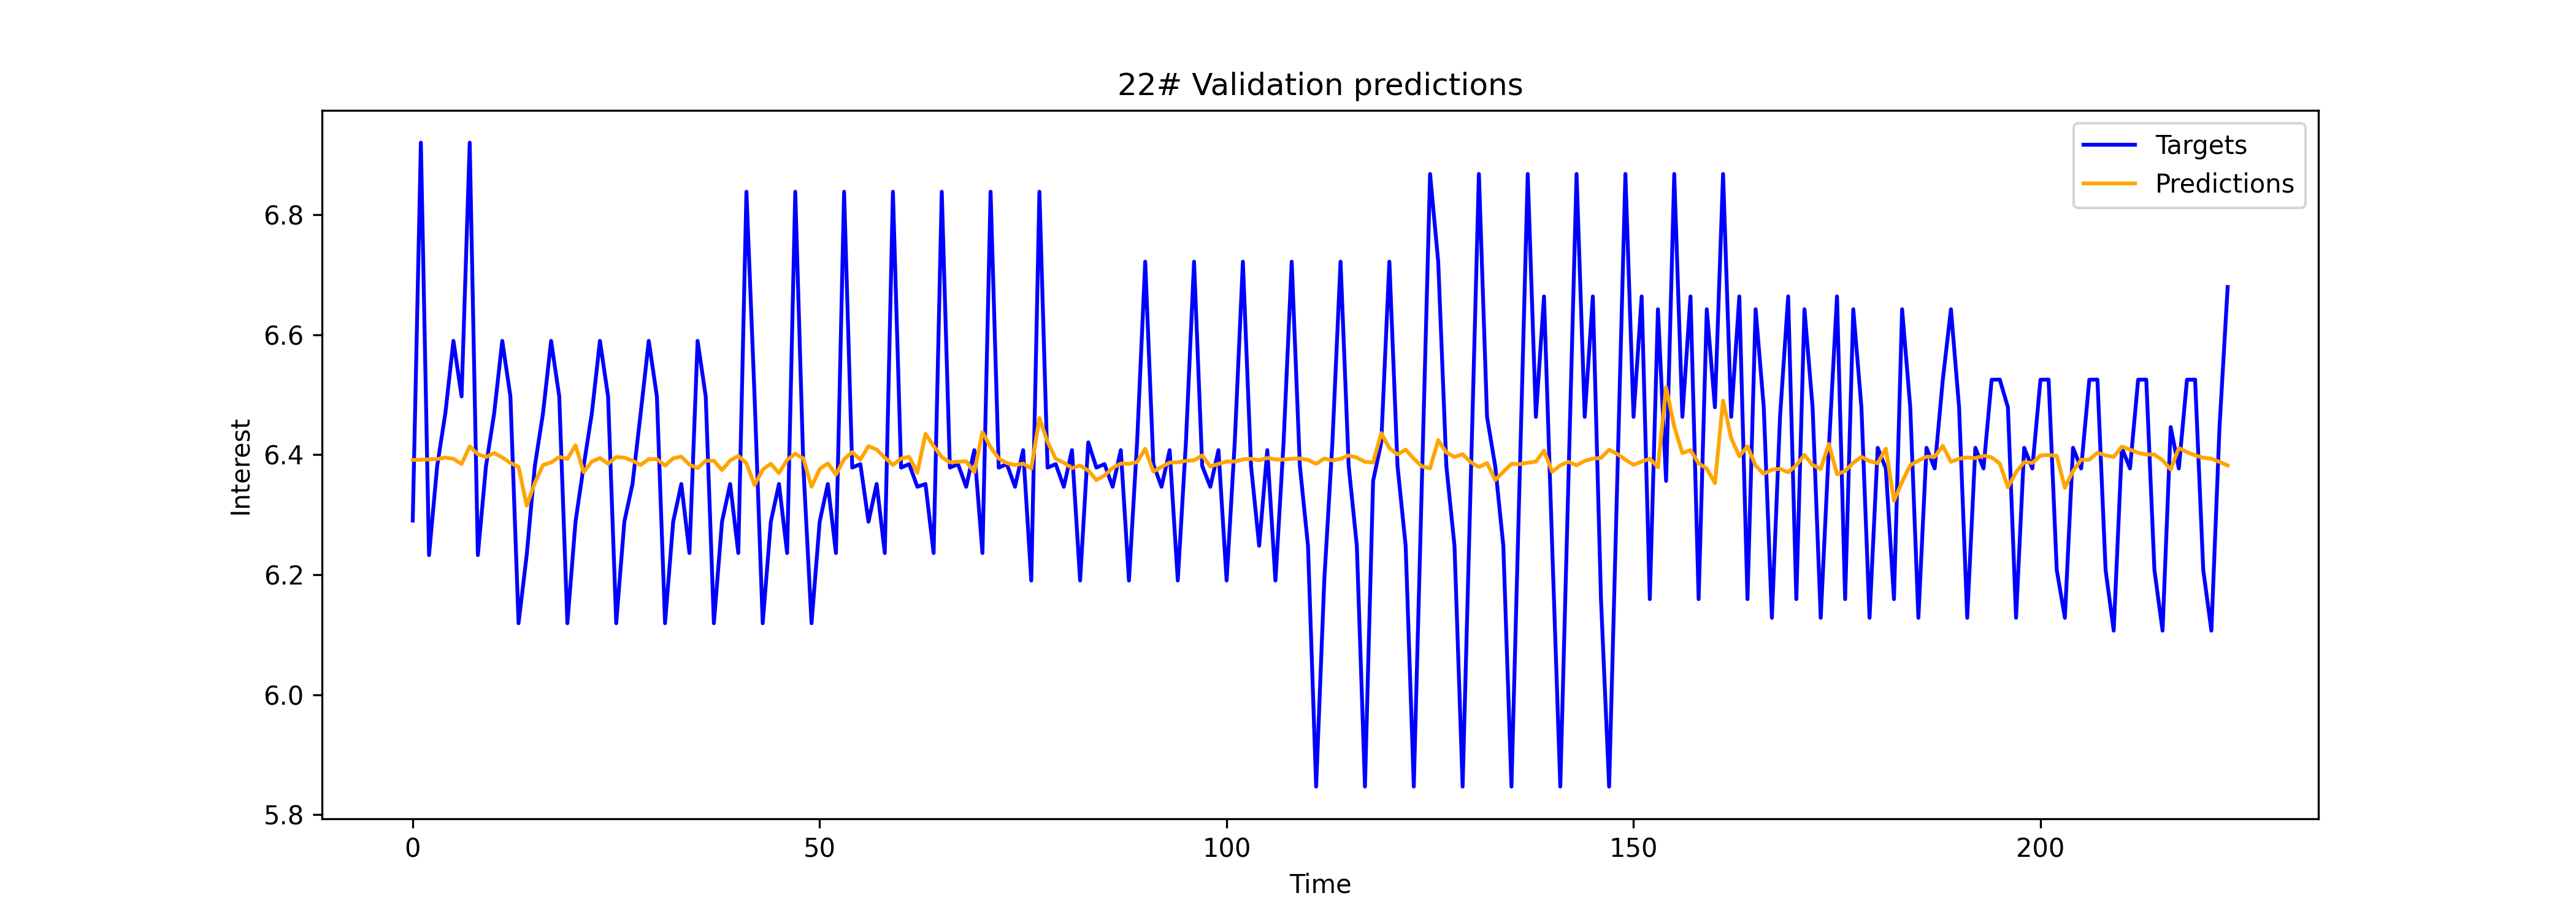 22# Validation predictions
Targets
Predictions
Interest
6.8
6.6
6.4
6.2
6.0
5.8
0
50
100
150
200
Time